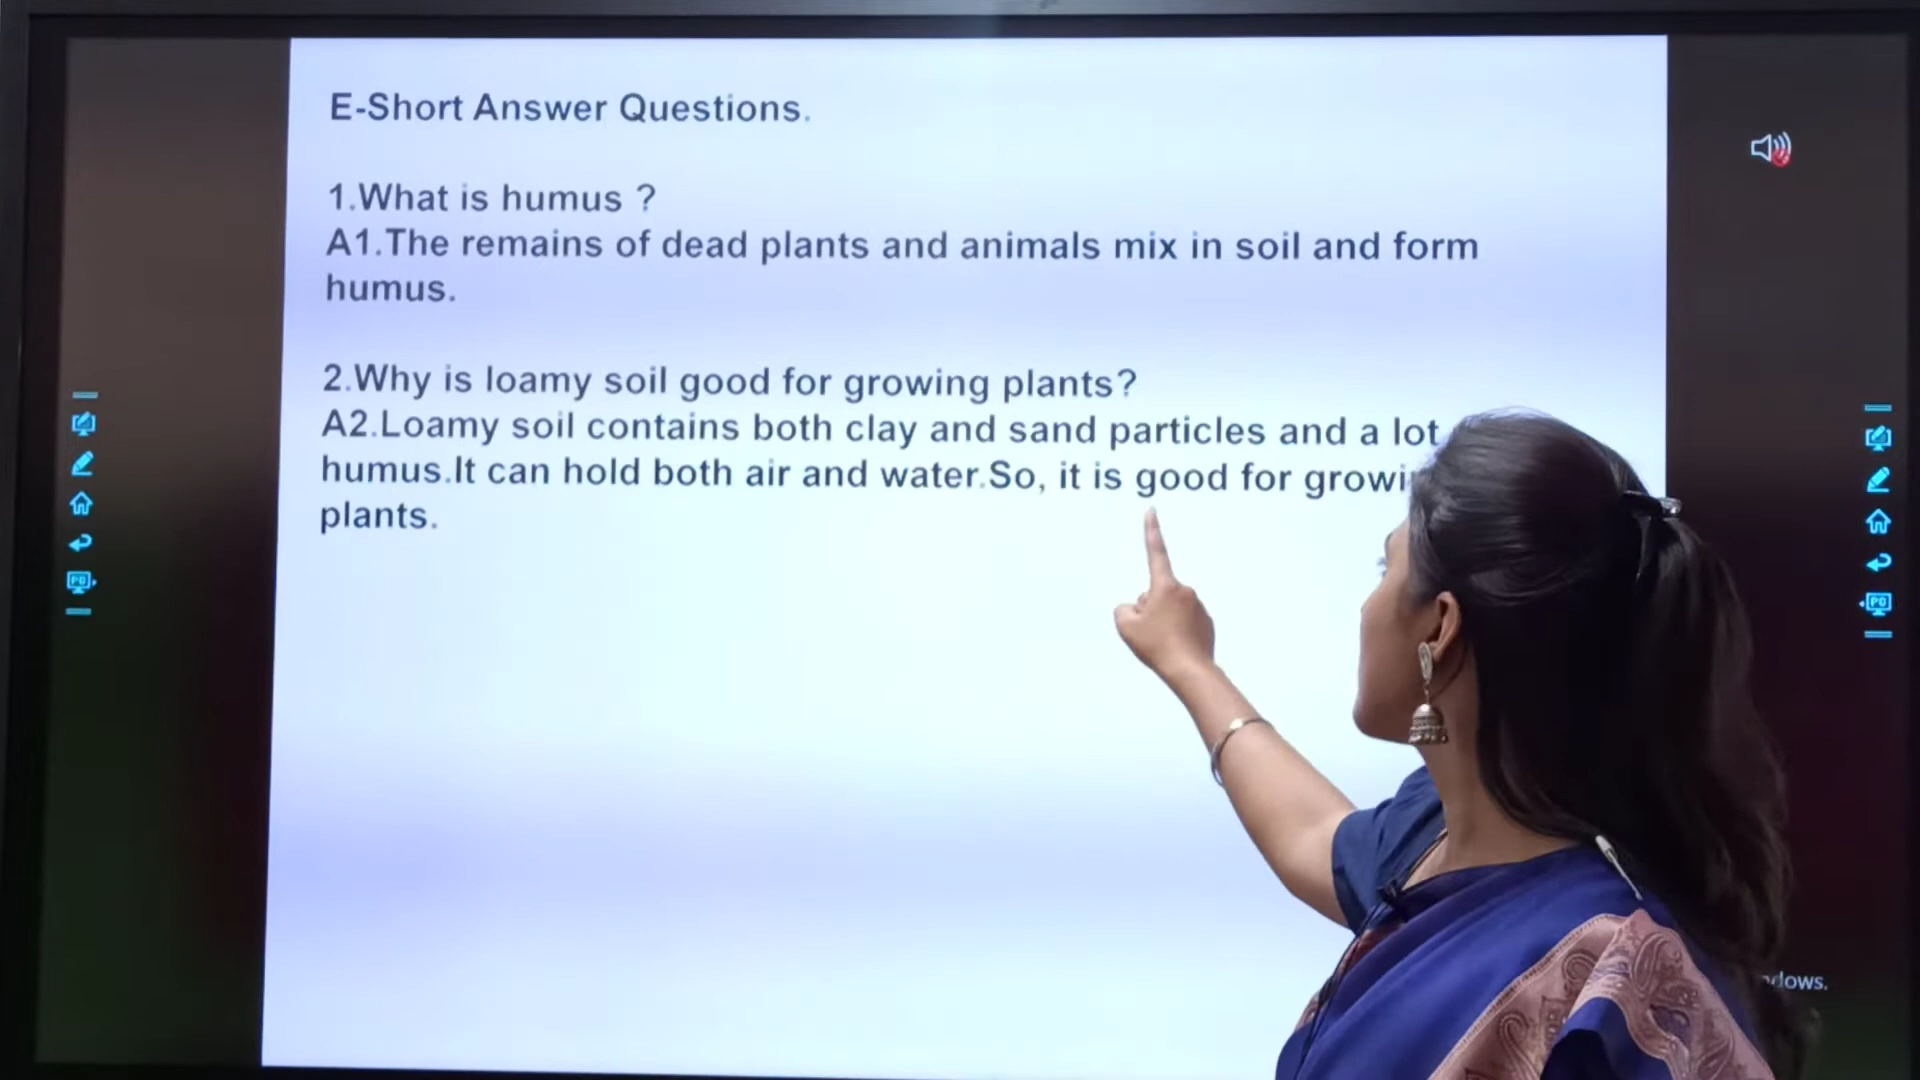 E-Short Answer Questions.
1.What is humus ?
A1.The remains of dead plants and animals mix in soil and form
humus.
2.Why is loamy soil good for growing plants?
A2.Loamy soil contains both clay and sand particles and a lot
humus.It can hold both air and water.So, it is good for
plants.